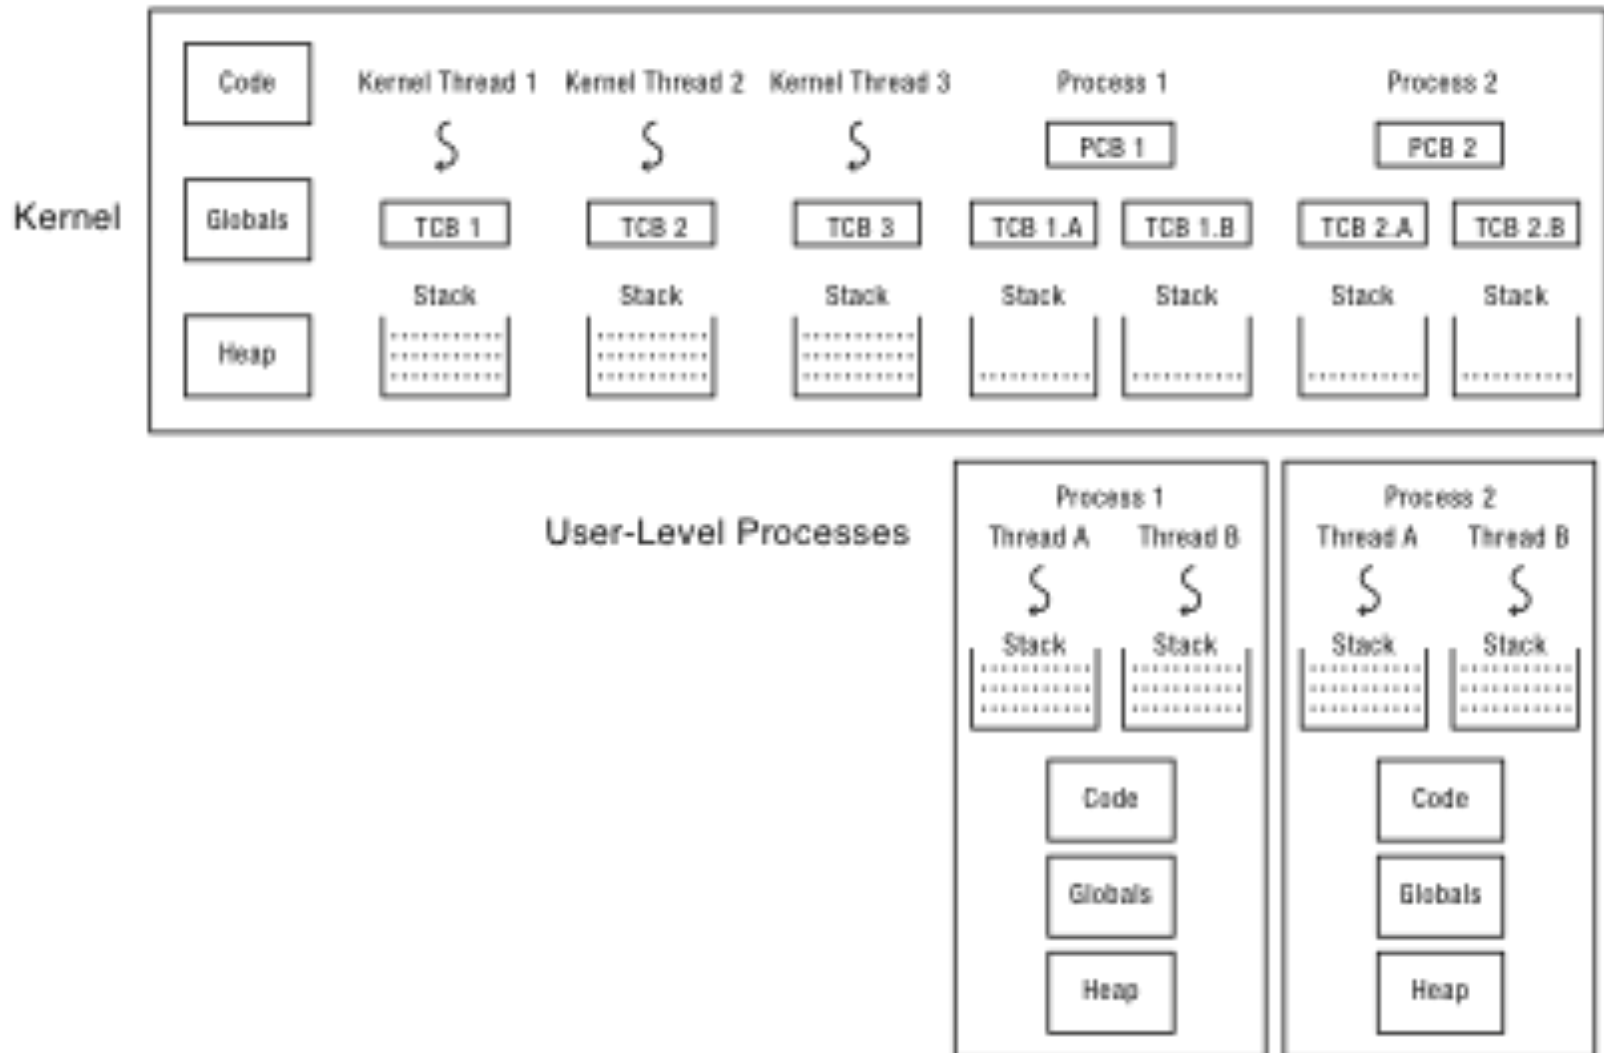 Code
Kernel Thread 1 Kernel Thread 2 Kernel Thread 3 Process 1 Process 2
PCB 1 PCB 2
Kernel
Globals
TCB 1 TCB 2 TCB 3 TCB 1.A TCB 1.B TCB 2.A TCB 2.B
Stack Stack Stack Stack Stack Stack Stack
Heap
User-Level Processes
Process 1 Process 2
Thread A Thread B Thread A Thread B
Stack Stack Stack Stack
Code Code
Globals Globals
Heap Heap